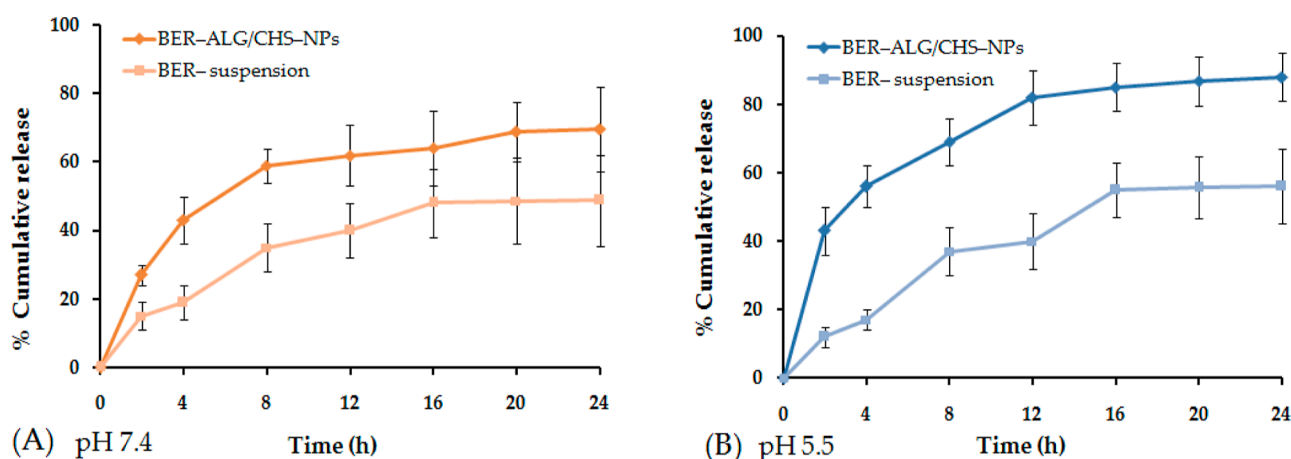 100
BER–ALG/CHS–NPs
BER– suspension
80
60
40
20
0
% Cumulative release
0 4 8 12 16 20 24
(A) pH 7.4 Time (h)
100
BER–ALG/CHS–NPs
BER– suspension
80
60
40
20
0
% Cumulative release
0 4 8 12 16 20 24
(B) pH 5.5 Time (h)